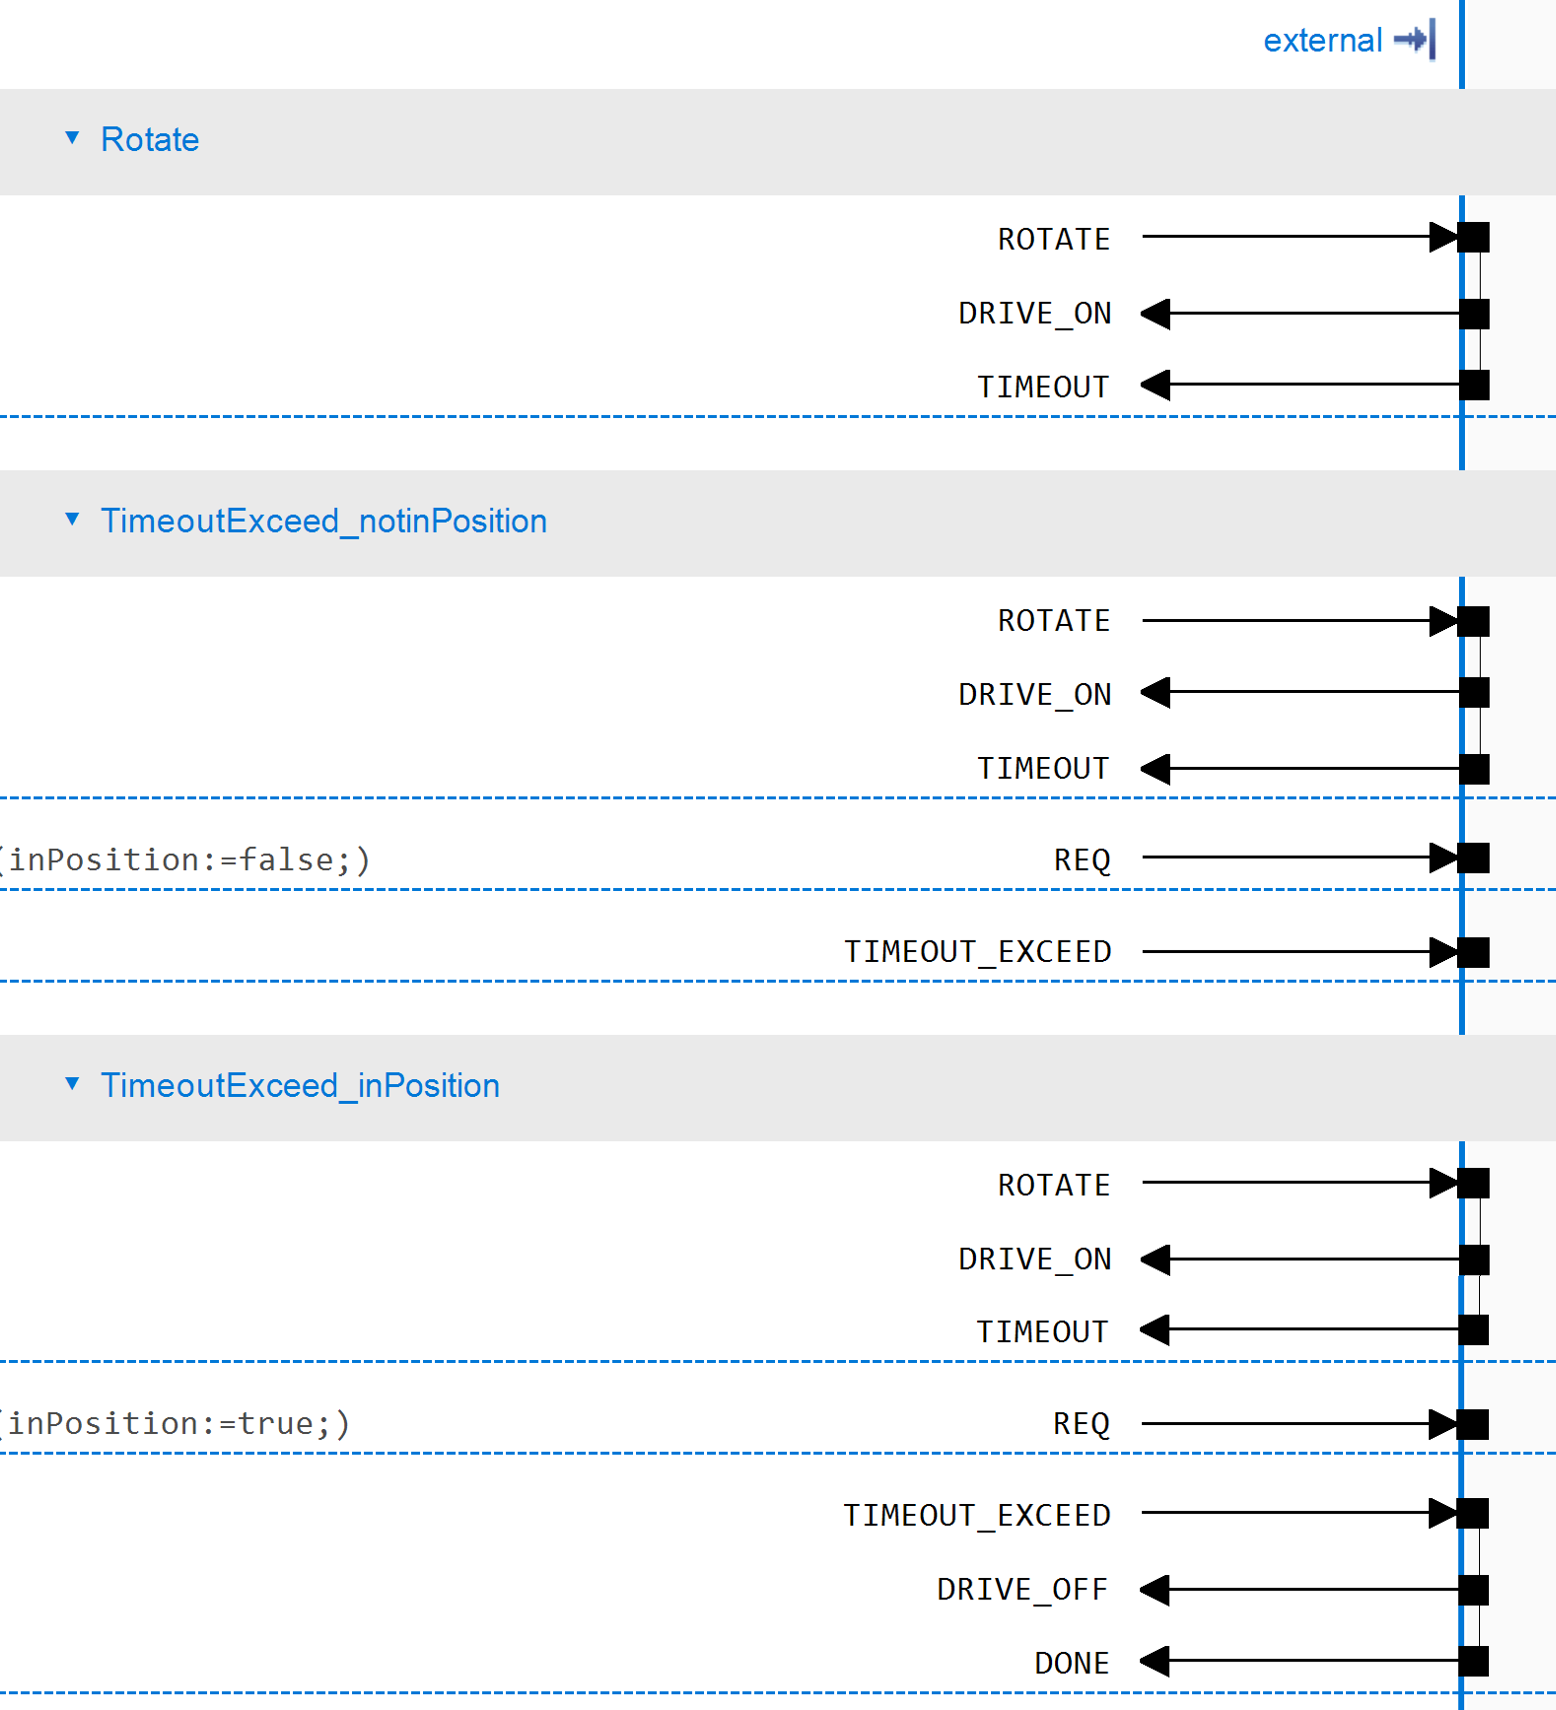 external
Rotate
ROTATE
DRIVE_ON
TIMEOUT
TimeoutExceed_notinPosition
ROTATE
DRIVE_ON
TIMEOUT
(inPosition:=false;) REQ
TIMEOUT_EXCEED
TimeoutExceed_inPosition
ROTATE
DRIVE_ON
TIMEOUT
(inPosition:=true;) REQ
TIMEOUT_EXCEED
DRIVE_OFF
DONE